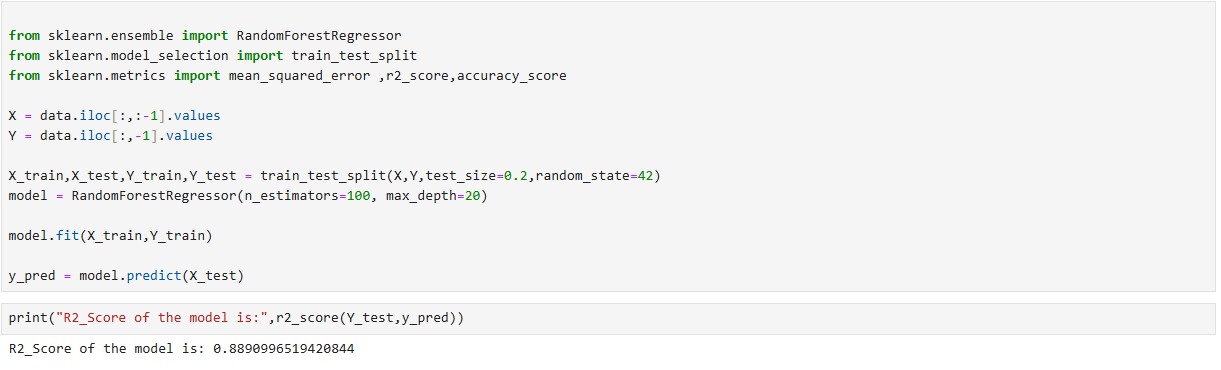 from sklearn.ensemble import RandomForestRegressor
from sklearn.model_selection import train_test_split
from sklearn.metrics import mean_squared_error ,r2_score,accuracy_score
X = data.iloc[:,:-1].values
Y = data.iloc[:,-1].values
X_train,X_test,Y_train,Y_test = train_test_split(X,Y,test_size=0.2,random_state=42)
model = RandomForestRegressor(n_estimators=100, max_depth=20)
model.fit(X_train,Y_train)
y_pred = model.predict(X_test)
print("R2_Score of the model is:",r2_score(Y_test,y_pred))
R2_Score of the model is: 0.8890996519420844